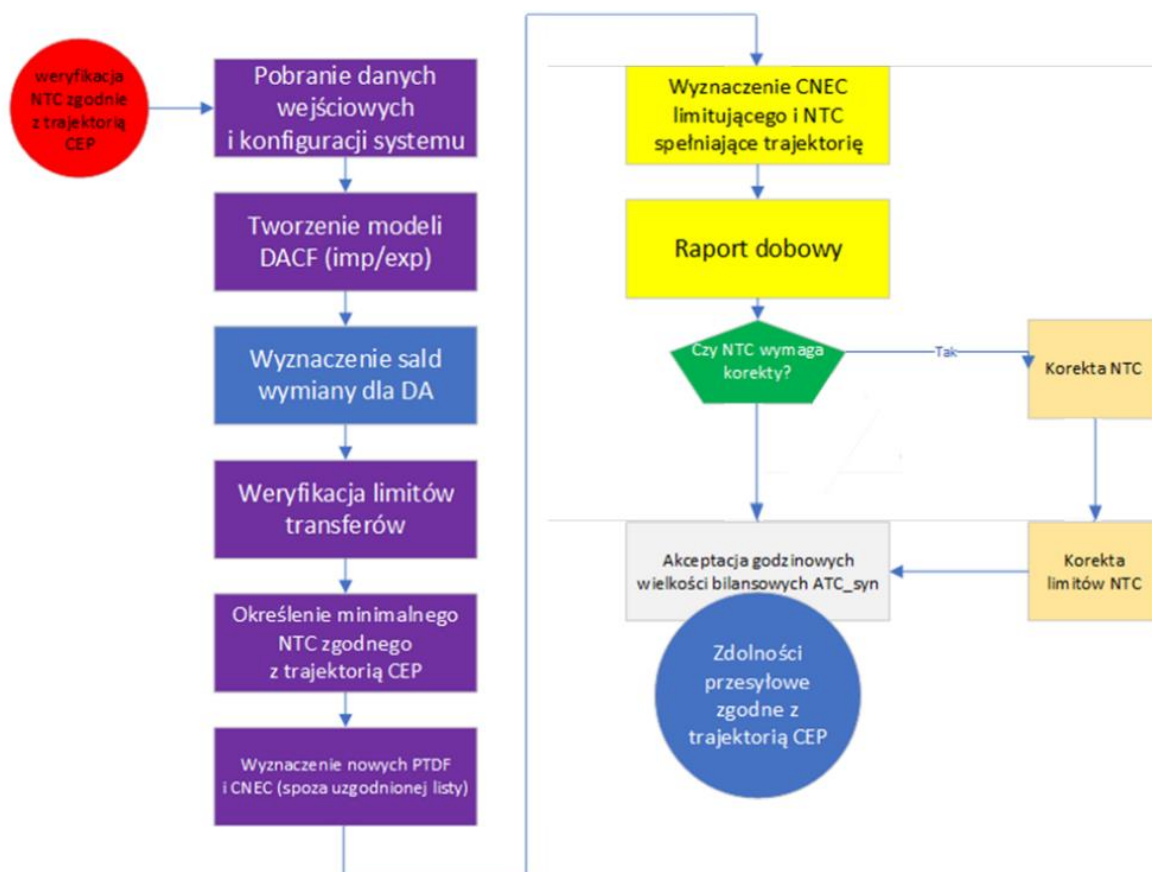 weryfikacja
NTC zgodnie
z trajektorią
CEP
Pobranie danych
wejściowych
i konfiguracji systemu
Tworzenie modeli
DACF (imp/exp)
Wyznaczenie sald
wymiany dla DA
Weryfikacja limitów
transferów
Określenie minimalnego
NTC zgodnego
z trajektorią CEP
Wyznaczenie nowych PTDF
i CNEC (spoza uzgodnionej listy)
Wyznaczenie CNEC
limitującego i NTC
spełniające trajektorię
Raport dobowy
Czy NTC wymaga
korekty?
Tak
Korekta NTC
Korekta
limitów NTC
Akceptacja godzinowych
wielkości bilansowych ATC_syn
Zdolności
przesyłowe
zgodne z
trajektorią CEP